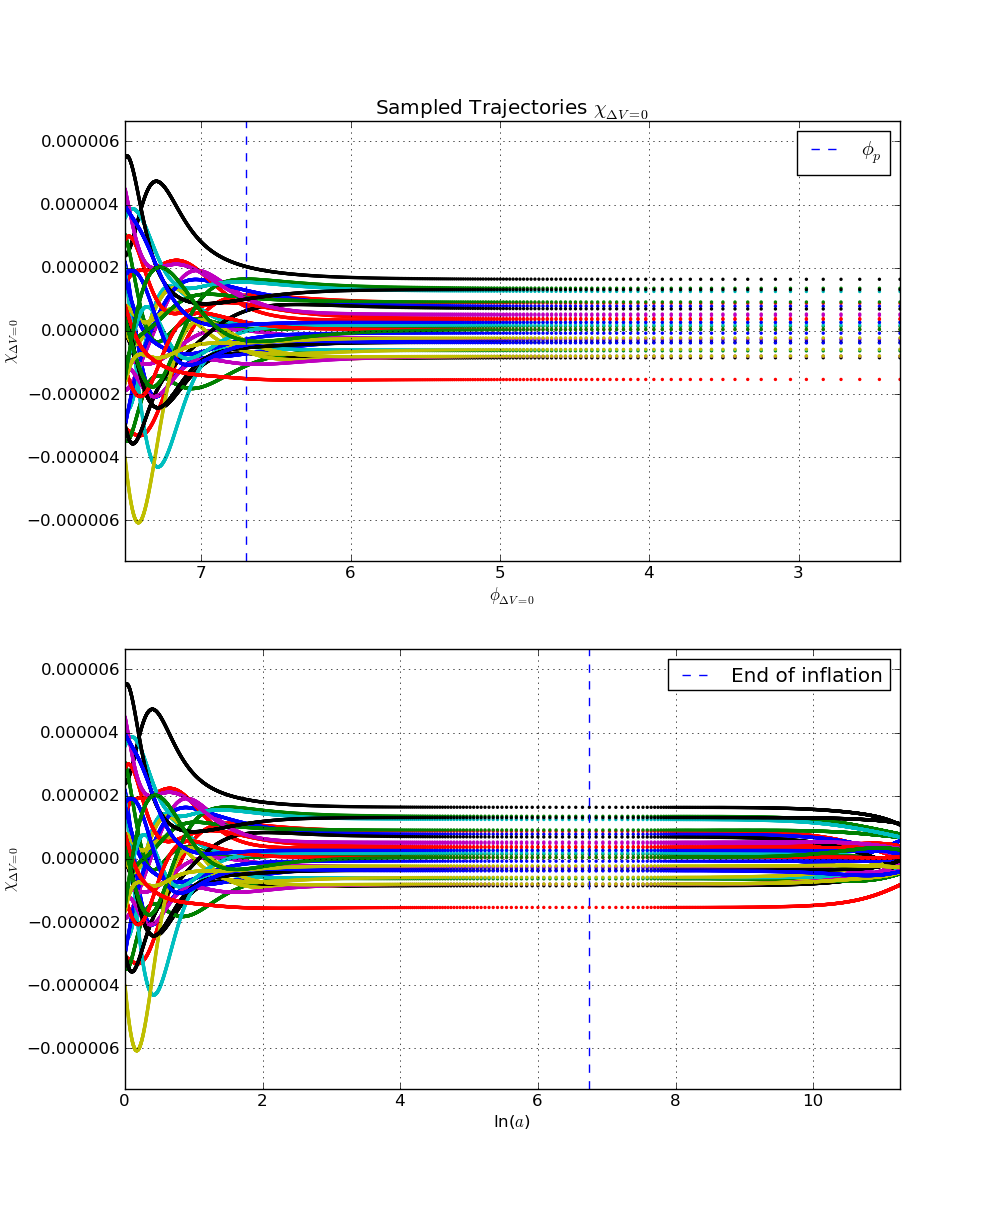 Sampled Trajectories χ_{ΔV=0}
0.000006
0.000004
0.000002
0.000000
−0.000002
−0.000004
−0.000006
χ_{ΔV=0}
ϕ_p
7 6 5 4 3
ϕ_{ΔV=0}
0.000006
0.000004
0.000002
0.000000
−0.000002
−0.000004
−0.000006
χ_{ΔV=0}
End of inflation
0 2 4 6 8 10
ln(a)